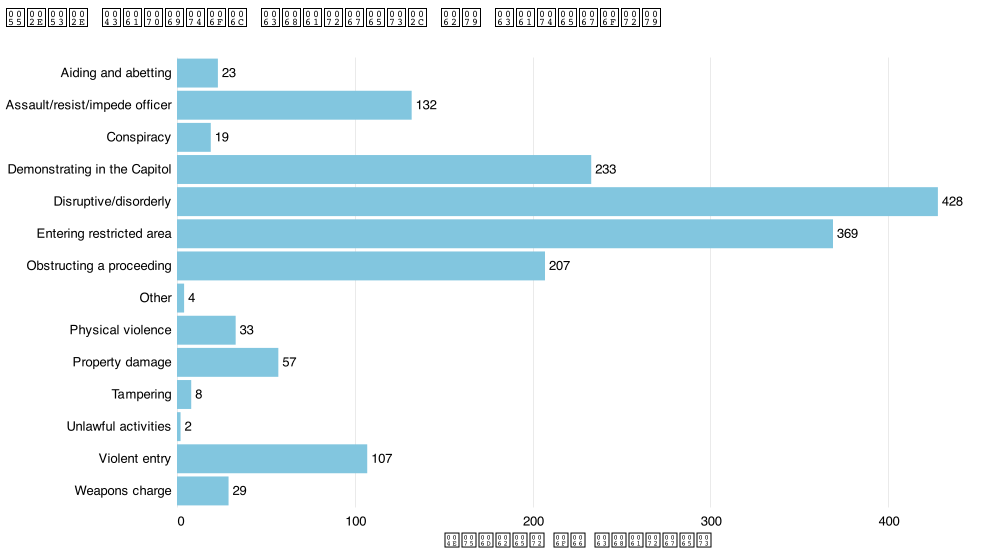 Aiding and abetting 23
Assault/resist/impede officer 132
Conspiracy 19
Demonstrating in the Capitol 233
Disruptive/disorderly 428
Entering restricted area 369
Obstructing a proceeding 207
Other 4
Physical violence 33
Property damage 57
Tampering 8
Unlawful activities 2
Violent entry 107
Weapons charge 29
0 100 200 300 400